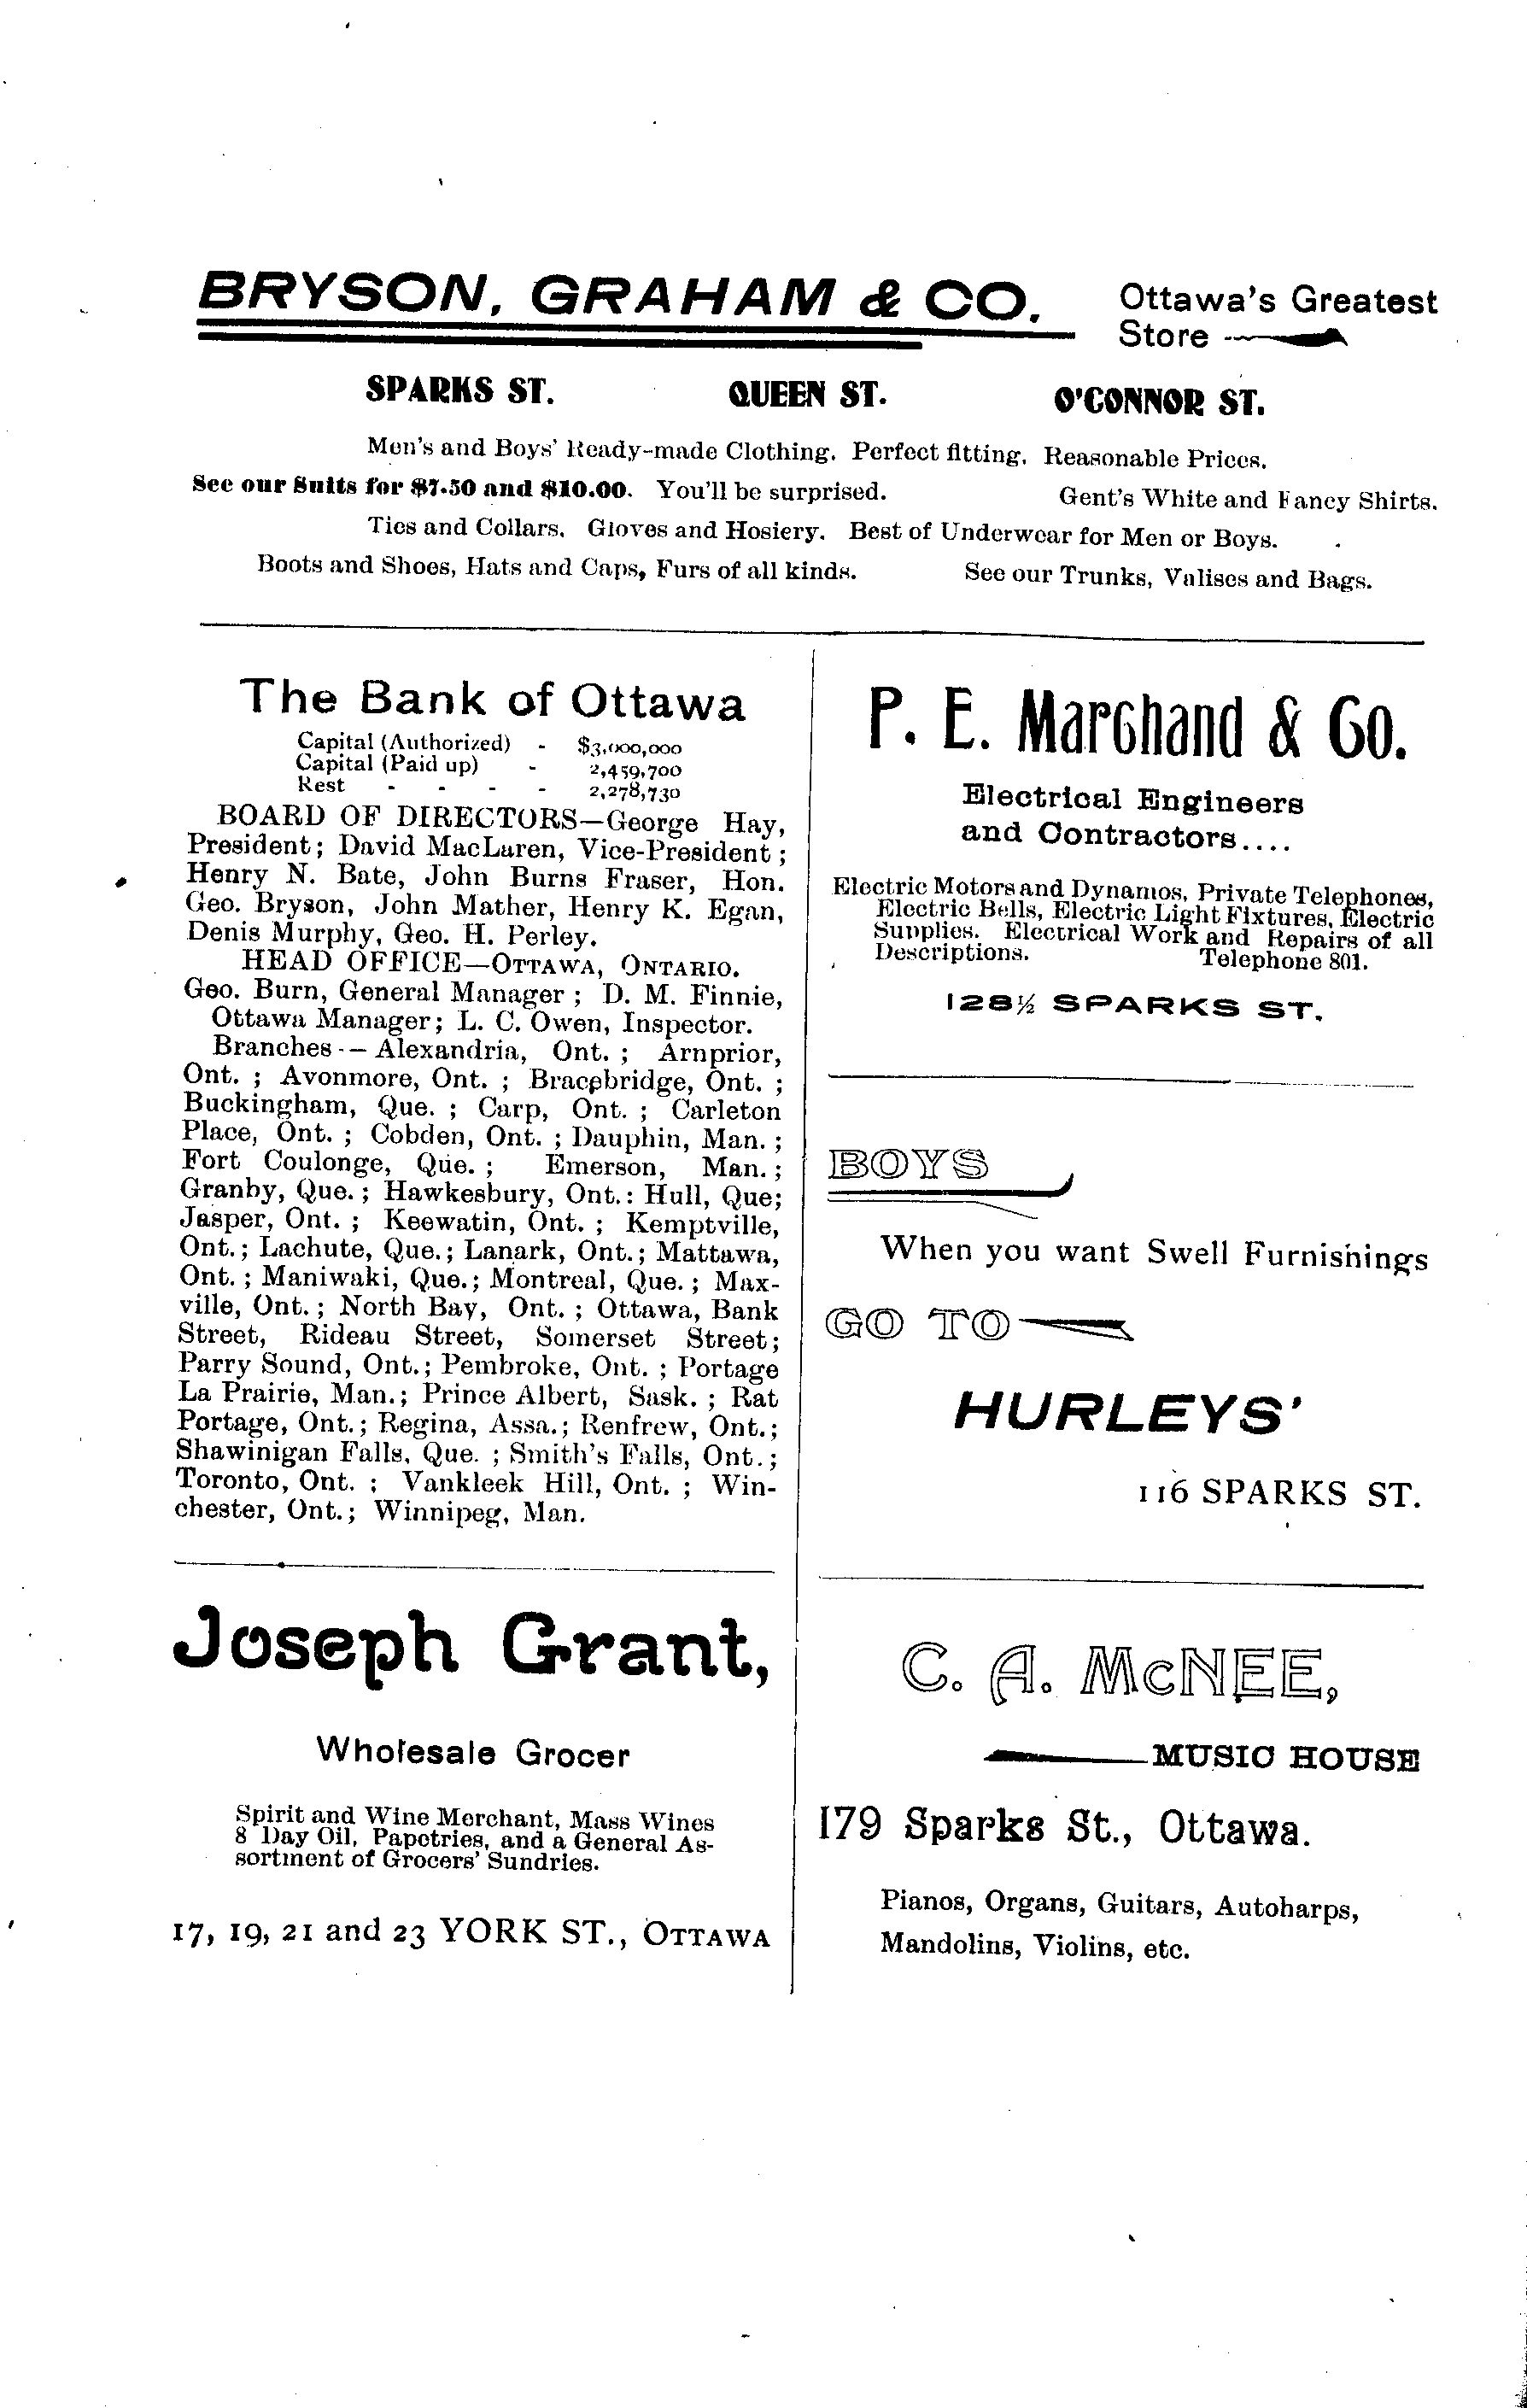 BRYSON, GRAHAM & CO.
Ottawa's Greatest
Store
SPARKS ST. QUEEN ST. O'CONNOR ST.
Men's and Boys' Ready-made Clothing. Perfect fitting. Reasonable Prices.
See our Suits for $7.50 and $10.00. You'll be surprised. Gent's White and Fancy Shirts.
Ties and Collars. Gloves and Hosiery. Best of Underwear for Men or Boys.
Boots and Shoes, Hats and Caps, Furs of all kinds. See our Trunks, Valises and Bags.
The Bank of Ottawa
Capital (Authorized) - $3,000,000
Capital (Paid up) - 2,459,700
Rest - - - - 2,278,730
BOARD OF DIRECTORS—George Hay,
President; David MacLaren, Vice-President;
Henry N. Bate, John Burns Fraser, Hon.
Geo. Bryson, John Mather, Henry K. Egan,
Denis Murphy, Geo. H. Perley.
HEAD OFFICE—OTTAWA, ONTARIO.
Geo. Burn, General Manager; D. M. Finnie,
Ottawa Manager; L. C. Owen, Inspector.
Branches -— Alexandria, Ont. ; Arnprior,
Ont. ; Avonmore, Ont. ; Bracebridge, Ont. ;
Buckingham, Que. ; Carp, Ont. ; Carleton
Place, Ont. ; Cobden, Ont. ; Dauphin, Man. ;
Fort Coulonge, Que. ; Emerson, Man. ;
Granby, Que. ; Hawkesbury, Ont.: Hull, Que;
Jasper, Ont. ; Keewatin, Ont. ; Kemptville,
Ont. ; Lachute, Que.; Lanark, Ont.; Mattawa,
Ont. ; Maniwaki, Que.; Montreal, Que. ; Max-
ville, Ont. ; North Bay, Ont. ; Ottawa, Bank
Street, Rideau Street, Somerset Street;
Parry Sound, Ont.; Pembroke, Ont. ; Portage
La Prairie, Man.; Prince Albert, Sask. ; Rat
Portage, Ont.; Regina, Assa.; Renfrew, Ont.;
Shawinigan Falls, Que. ; Smith's Falls, Ont.;
Toronto, Ont. ; Vankleek Hill, Ont. ; Win-
chester, Ont.; Winnipeg, Man.
Joseph Grant,
Wholesale Grocer
Spirit and Wine Merchant, Mass Wines
8 Day Oil, Papetries, and a General As-
sortment of Grocers' Sundries.
17, 19, 21 and 23 YORK ST., OTTAWA
P. E. Marchand & Co.
Electrical Engineers
and Contractors....
Electric Motors and Dynamos, Private Telephones,
Electric Bells, Electric Light Fixtures, Electric
Supplies. Electrical Work and Repairs of all
Descriptions. Telephone 801.
128½ SPARKS ST.
BOYS
When you want Swell Furnishings
GO TO
HURLEYS'
116 SPARKS ST.
C. A. McNEE,
MUSIC HOUSE
179 Sparks St., Ottawa.
Pianos, Organs, Guitars, Autoharps,
Mandolins, Violins, etc.